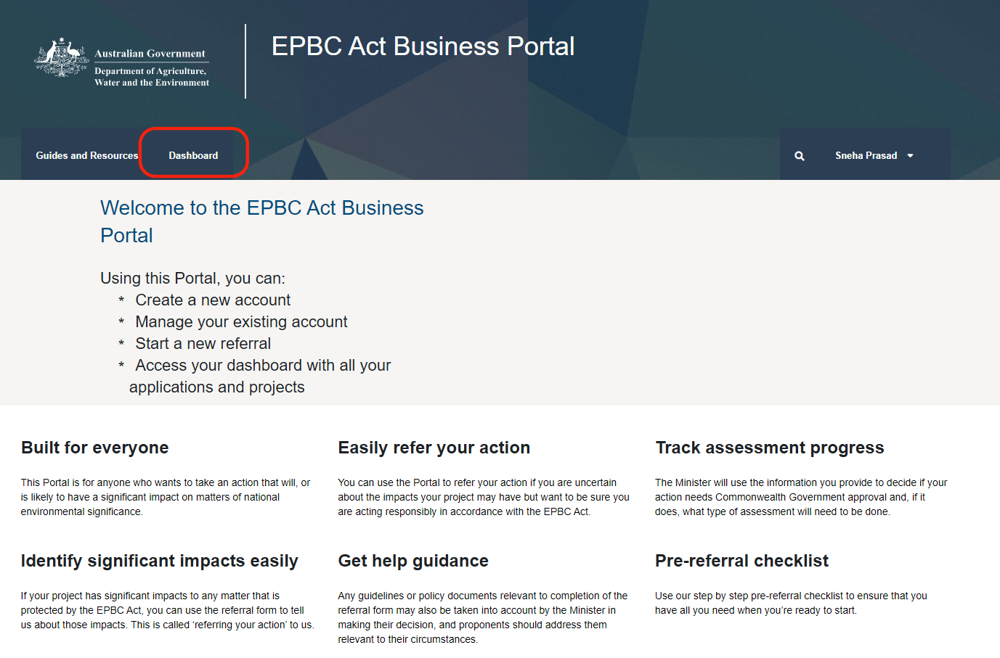 Australian Government
Department of Agriculture,
Water and the Environment
EPBC Act Business Portal
Guides and Resources
Dashboard
Sneha Prasad
Welcome to the EPBC Act Business
Portal
Using this Portal, you can:
* Create a new account
* Manage your existing account
* Start a new referral
* Access your dashboard with all your
applications and projects
Built for everyone
This Portal is for anyone who wants to take an action that will, or
is likely to have a significant impact on matters of national
environmental significance.
Easily refer your action
You can use the Portal to refer your action if you are uncertain
about the impacts your project may have but want to be sure you
are acting responsibly in accordance with the EPBC Act.
Track assessment progress
The Minister will use the information you provide to decide if your
action needs Commonwealth Government approval and, if it
does, what type of assessment will need to be done.
Identify significant impacts easily
If your project has significant impacts to any matter that is
protected by the EPBC Act, you can use the referral form to tell
us about those impacts. This is called ‘referring your action’ to us.
Get help guidance
Any guidelines or policy documents relevant to completion of the
referral form may also be taken into account by the Minister in
making their decision, and proponents should address them
relevant to their circumstances.
Pre-referral checklist
Use our step by step pre-referral checklist to ensure that you
have all you need when you’re ready to start.